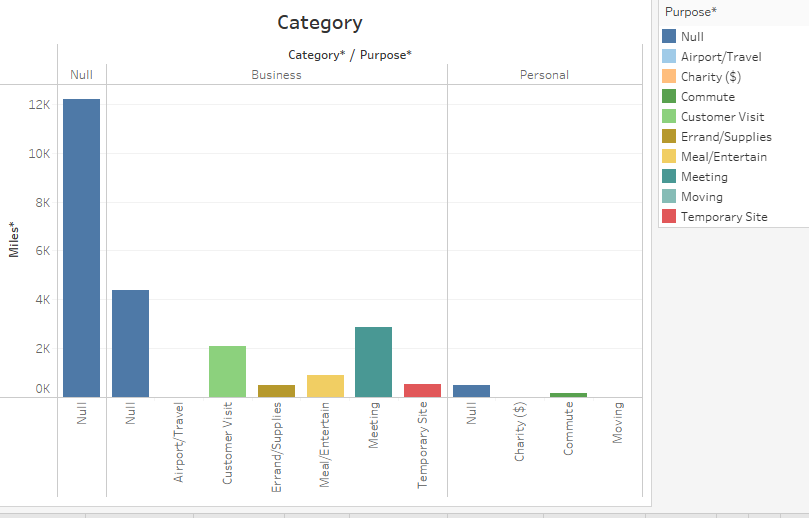 Category
Category* / Purpose*
Null
Business
Personal
Miles*
12K
10K
8K
6K
4K
2K
0K
Null
Null
Airport/Travel
Customer Visit
Errand/Supplies
Meal/Entertain
Meeting
Temporary Site
Null
Charity ($)
Commute
Moving
Purpose*
Null
Airport/Travel
Charity ($)
Commute
Customer Visit
Errand/Supplies
Meal/Entertain
Meeting
Moving
Temporary Site